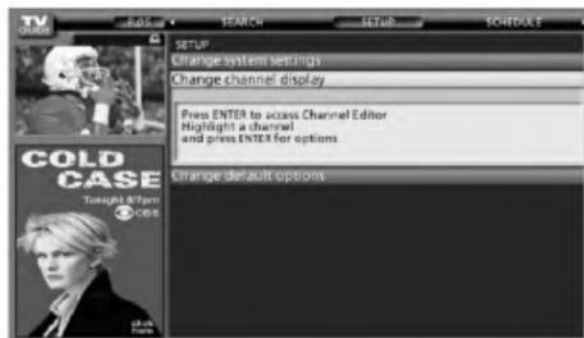 TV
GUIDE
SEARCH
SETUP
SCHEDULE
SETUP
Change system settings
Change channel display
Press ENTER to access Channel Editor
Highlight a channel
and press ENTER for options
Change default options
COLD
CASE
Tonight 8/7pm
CBS